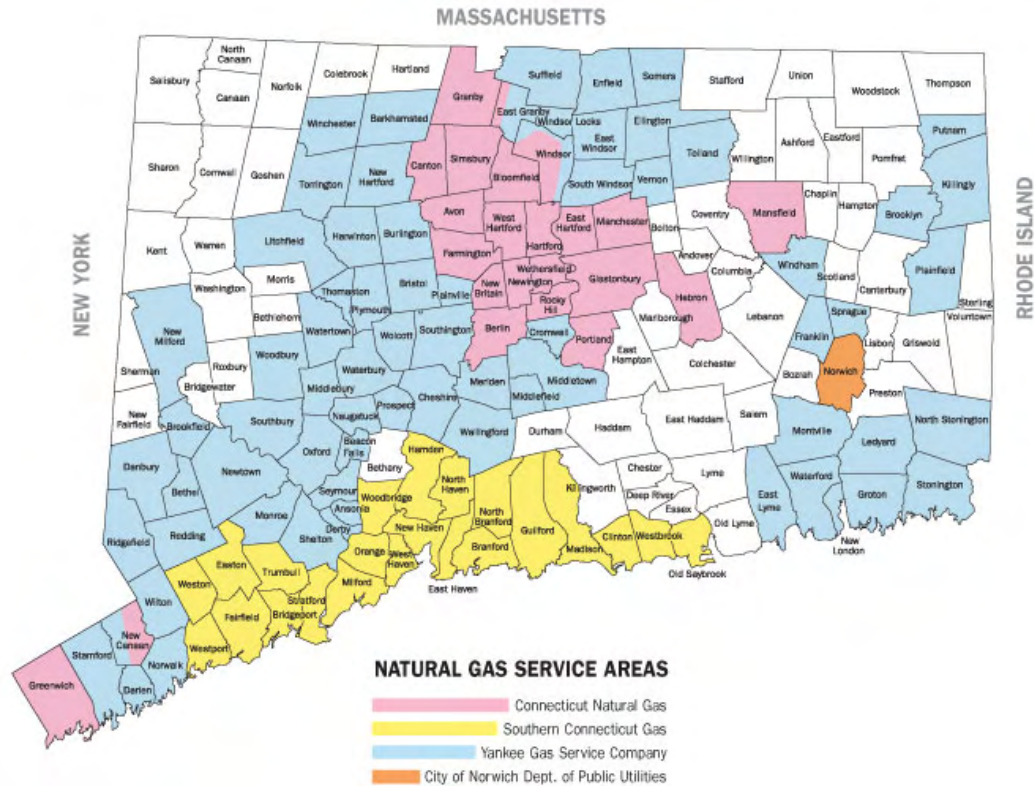 MASSACHUSETTS
NEW YORK
RHODE ISLAND
North
Canaan
Colebrook
Hartland
Salisbury
Canaan
Norfolk
Granby
Suffield
Enfield
Somers
Stafford
Union
Woodstock
Thompson
East Granby
Windsor Locks
Winchester
Barkhamsted
East
Windsor
Ellington
Putnam
Sharon
Cornwall
Goshen
Torrington
New
Hartford
Canton
Simsbury
Bloomfield
Windsor
South Windsor
Vernon
Tolland
Willington
Ashford
Eastford
Pomfret
Killingly
Avon
West
Hartford
Hartford
East
Hartford
Manchester
Bolton
Coventry
Mansfield
Chaplin
Hampton
Brooklyn
Kent
Warren
Litchfield
Harwinton
Burlington
Farmington
Wethersfield
Newington
Glastonbury
Andover
Columbia
Windham
Scotland
Canterbury
Plainfield
Sterling
Washington
Morris
Bethlehem
Thomaston
Plymouth
Bristol
Plainville
New
Britain
Rocky
Hill
Hebron
Marlborough
Lebanon
Franklin
Sprague
Lisbon
Griswold
Voluntown
New
Milford
Watertown
Wolcott
Southington
Berlin
Cromwell
Portland
East
Hampton
Colchester
Bozrah
Norwich
Preston
Sherman
Roxbury
Bridgewater
Woodbury
Waterbury
Middlebury
Meriden
Middletown
Middlefield
New
Fairfield
Brookfield
Southbury
Naugatuck
Prospect
Cheshire
Wallingford
Durham
Haddam
East Haddam
Salem
Montville
North Stonington
Ledyard
Danbury
Newtown
Oxford
Beacon
Falls
Bethany
Hamden
North
Haven
Killingworth
Chester
Deep River
Essex
Lyme
Waterford
Stonington
Groton
Bethel
Seymour
Ansonia
Woodbridge
North
Branford
Guilford
East
Lyme
Old Lyme
New
London
Ridgefield
Redding
Monroe
Derby
Shelton
Orange
New Haven
West
Haven
Branford
Madison
Clinton
Westbrook
Old Saybrook
East Haven
Easton
Trumbull
Weston
Milford
Stratford
Bridgeport
Fairfield
Westport
Wilton
New
Canaan
Stamford
Norwalk
Darien
Greenwich
NATURAL GAS SERVICE AREAS
Connecticut Natural Gas
Southern Connecticut Gas
Yankee Gas Service Company
City of Norwich Dept. of Public Utilities